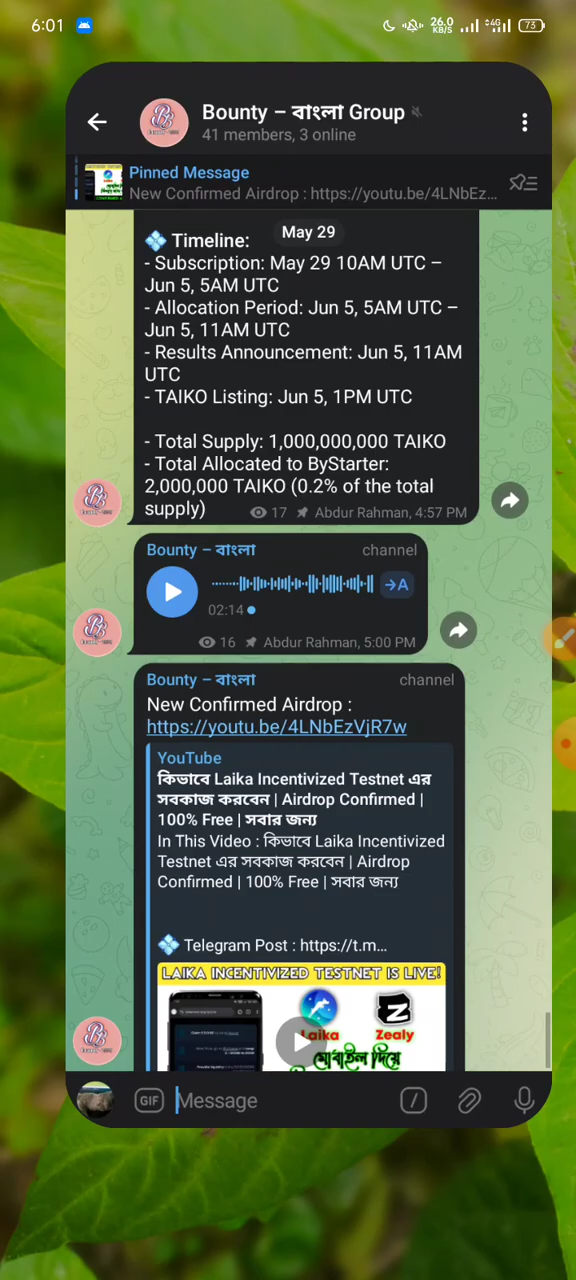 6:01
26.0
KB/S
4G
73
Bounty – বাংলা Group
41 members, 3 online
Pinned Message
New Confirmed Airdrop : https://youtu.be/4LNbEz...
May 29
💠 Timeline:
- Subscription: May 29 10AM UTC –
Jun 5, 5AM UTC
- Allocation Period: Jun 5, 5AM UTC –
Jun 5, 11AM UTC
- Results Announcement: Jun 5, 11AM
UTC
- TAIKO Listing: Jun 5, 1PM UTC
- Total Supply: 1,000,000,000 TAIKO
- Total Allocated to ByStarter:
2,000,000 TAIKO (0.2% of the total
supply)
17 Abdur Rahman, 4:57 PM
Bounty – বাংলা channel
→A
02:14
16 Abdur Rahman, 5:00 PM
Bounty – বাংলা channel
New Confirmed Airdrop :
https://youtu.be/4LNbEzVjR7w
YouTube
কিভাবে Laika Incentivized Testnet এর
সবকাজ করবেন | Airdrop Confirmed |
100% Free | সবার জন্য
In This Video : কিভাবে Laika Incentivized
Testnet এর সবকাজ করবেন | Airdrop
Confirmed | 100% Free | সবার জন্য
💠 Telegram Post : https://t.m...
LAIKA INCENTIVIZED TESTNET IS LIVE!
Laika
Zealy
মোবাইল দিয়ে
GIF
Message
/